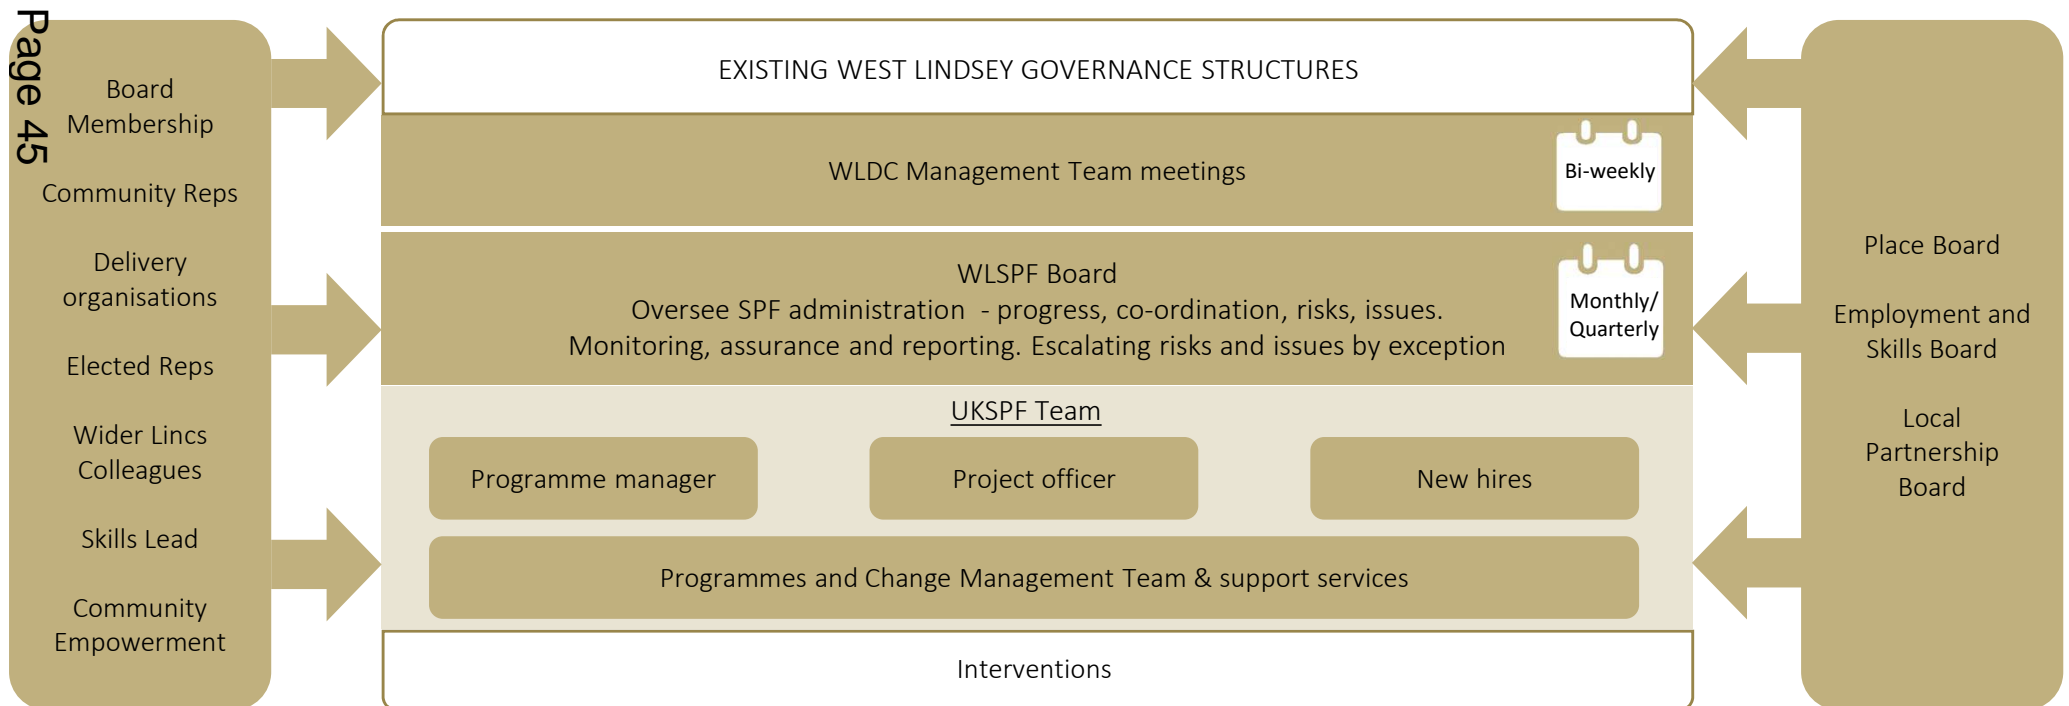 Page 45
Board
Membership
Community Reps
Delivery
organisations
Elected Reps
Wider Lincs
Colleagues
Skills Lead
Community
Empowerment
EXISTING WEST LINDSEY GOVERNANCE STRUCTURES
WLDC Management Team meetings
Bi-weekly
WLSPF Board
Oversee SPF administration - progress, co-ordination, risks, issues.
Monitoring, assurance and reporting. Escalating risks and issues by exception
Monthly/
Quarterly
UKSPF Team
Programme manager
Project officer
New hires
Programmes and Change Management Team & support services
Interventions
Place Board
Employment and
Skills Board
Local
Partnership
Board